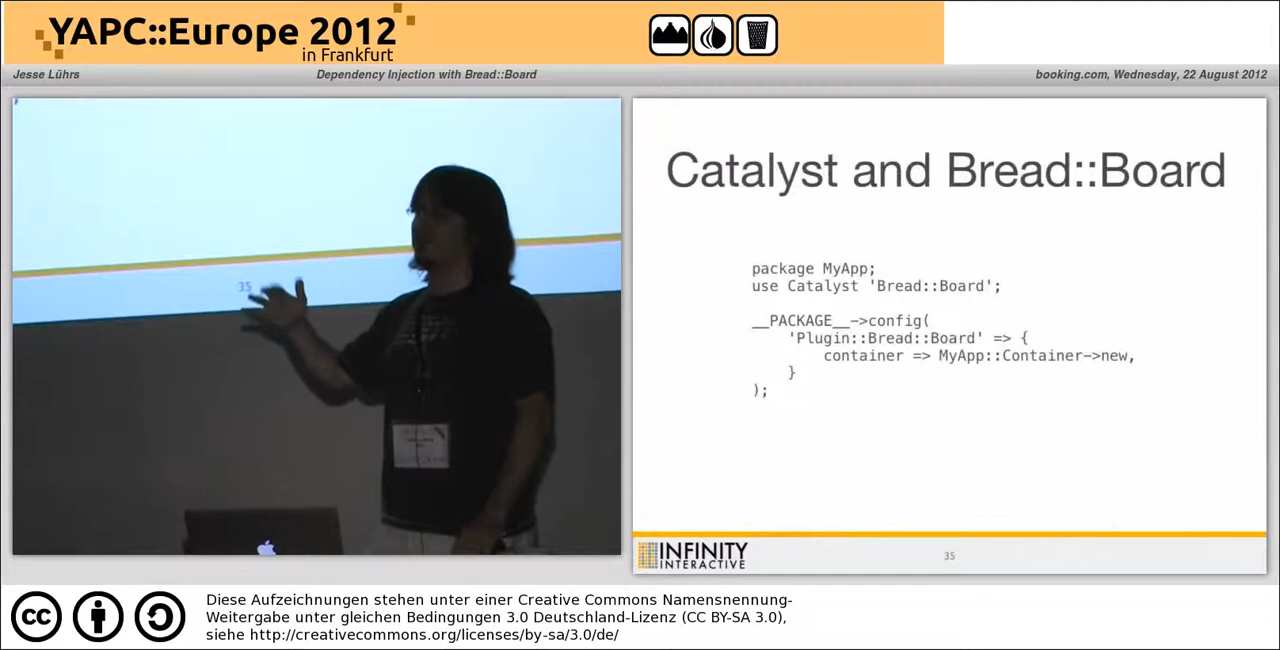 YAPC::Europe 2012
in Frankfurt
Jesse Lührs
Dependency Injection with Bread::Board
booking.com, Wednesday, 22 August 2012
35
Catalyst and Bread::Board
package MyApp;
use Catalyst 'Bread::Board';
__PACKAGE__->config(
'Plugin::Bread::Board' => {
container => MyApp::Container->new,
}
);
INFINITY
INTERACTIVE
35
cc
Diese Aufzeichnungen stehen unter einer Creative Commons Namensnennung-
Weitergabe unter gleichen Bedingungen 3.0 Deutschland-Lizenz (CC BY-SA 3.0),
siehe http://creativecommons.org/licenses/by-sa/3.0/de/